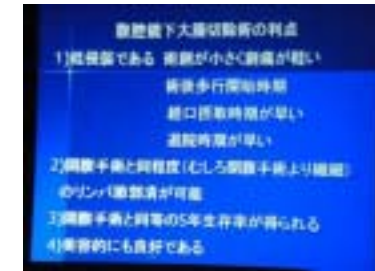 腹腔鏡下大腸切除術の利点
1)低侵襲である 術創が小さく創痛が軽い
術後歩行開始時期
経口摂取時期が早い
退院時期が早い
2)開腹手術と同程度(むしろ開腹手術より繊細)
のリンパ節郭清が可能
3)開腹手術と同等の5年生存率が得られる
4)美容的にも良好である